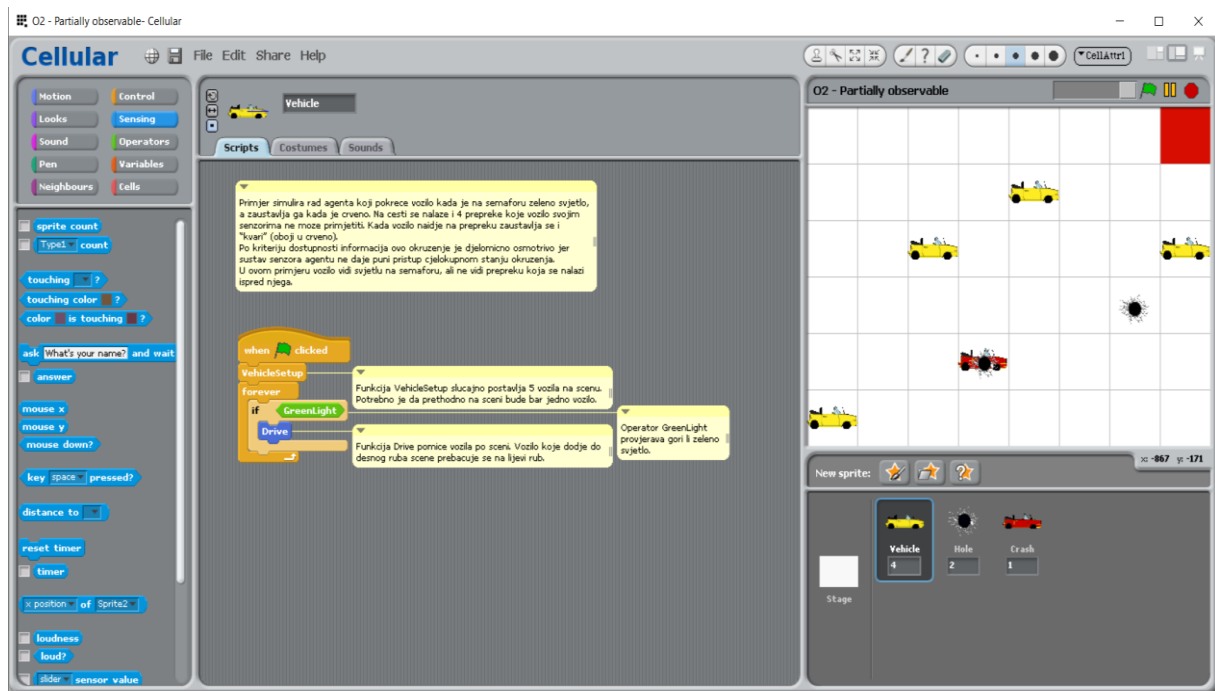 O2 - Partially observable- Cellular
Cellular
File Edit Share Help
CellAttr1
Motion Control
Looks Sensing
Sound Operators
Pen Variables
Neighbours Cells
sprite count
Type1 count
touching ?
touching color ?
color is touching ?
ask What's your name? and wait
answer
mouse x
mouse y
mouse down?
key space pressed?
distance to
reset timer
timer
x position of Sprite2
loudness
loud?
slider sensor value
Vehicle
Scripts Costumes Sounds
Primjer simulira rad agenta koji pokrece vozilo kada je na semaforu zeleno svjetlo,
a zaustavlja ga kada je crveno. Na cesti se nalaze i 4 prepreke koje vozilo svojim
senzorima ne moze primjetiti. Kada vozilo naidje na prepreku zaustavlja se i
"kvari" (oboji u crveno).
Po kriteriju dostupnosti informacija ovo okruzenje je djelomicno osmotrivo jer
sustav senzora agentu ne daje puni pristup cjelokupnom stanju okruzenja.
U ovom primjeru vozilo vidi svjetlu na semaforu, ali ne vidi prepreku koja se nalazi
ispred njega.
when clicked
VehicleSetup
forever
if GreenLight
Drive
Funkcija VehicleSetup slucajno postavlja 5 vozila na scenu.
Potrebno je da prethodno na sceni bude bar jedno vozilo.
Operator GreenLight
provjerava gori li zeleno
svjetlo.
Funkcija Drive pomice vozila po sceni. Vozilo koje dodje do
desnog ruba scene prebacuje se na lijevi rub.
O2 - Partially observable
x: -867 y: -171
New sprite:
Vehicle
4
Hole
2
Crash
1
Stage